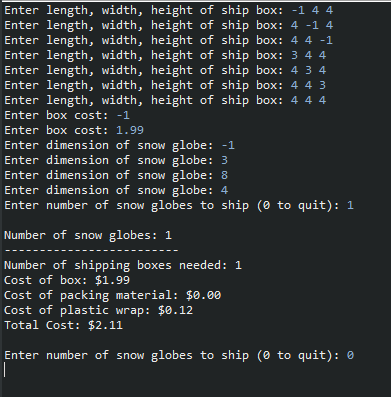 Enter length, width, height of ship box: -1 4 4
Enter length, width, height of ship box: 4 -1 4
Enter length, width, height of ship box: 4 4 -1
Enter length, width, height of ship box: 3 4 4
Enter length, width, height of ship box: 4 3 4
Enter length, width, height of ship box: 4 4 3
Enter length, width, height of ship box: 4 4 4
Enter box cost: -1
Enter box cost: 1.99
Enter dimension of snow globe: -1
Enter dimension of snow globe: 3
Enter dimension of snow globe: 8
Enter dimension of snow globe: 4
Enter number of snow globes to ship (0 to quit): 1
Number of snow globes: 1
-------------------------
Number of shipping boxes needed: 1
Cost of box: $1.99
Cost of packing material: $0.00
Cost of plastic wrap: $0.12
Total Cost: $2.11
Enter number of snow globes to ship (0 to quit): 0